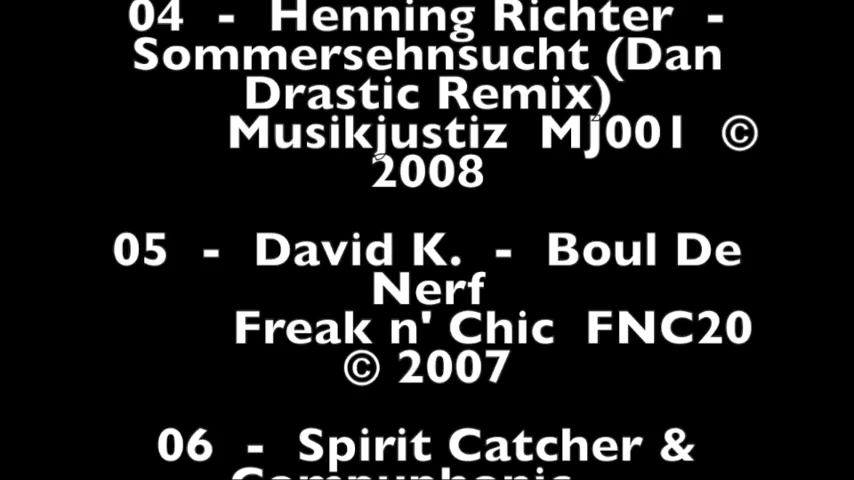 04 - Henning Richter -
Sommersehnsucht (Dan
Drastic Remix)
Musikjustiz MJ001 ©
2008
05 - David K. - Boul De
Nerf
Freak n' Chic FNC20
© 2007
06 - Spirit Catcher &
Compuphonic